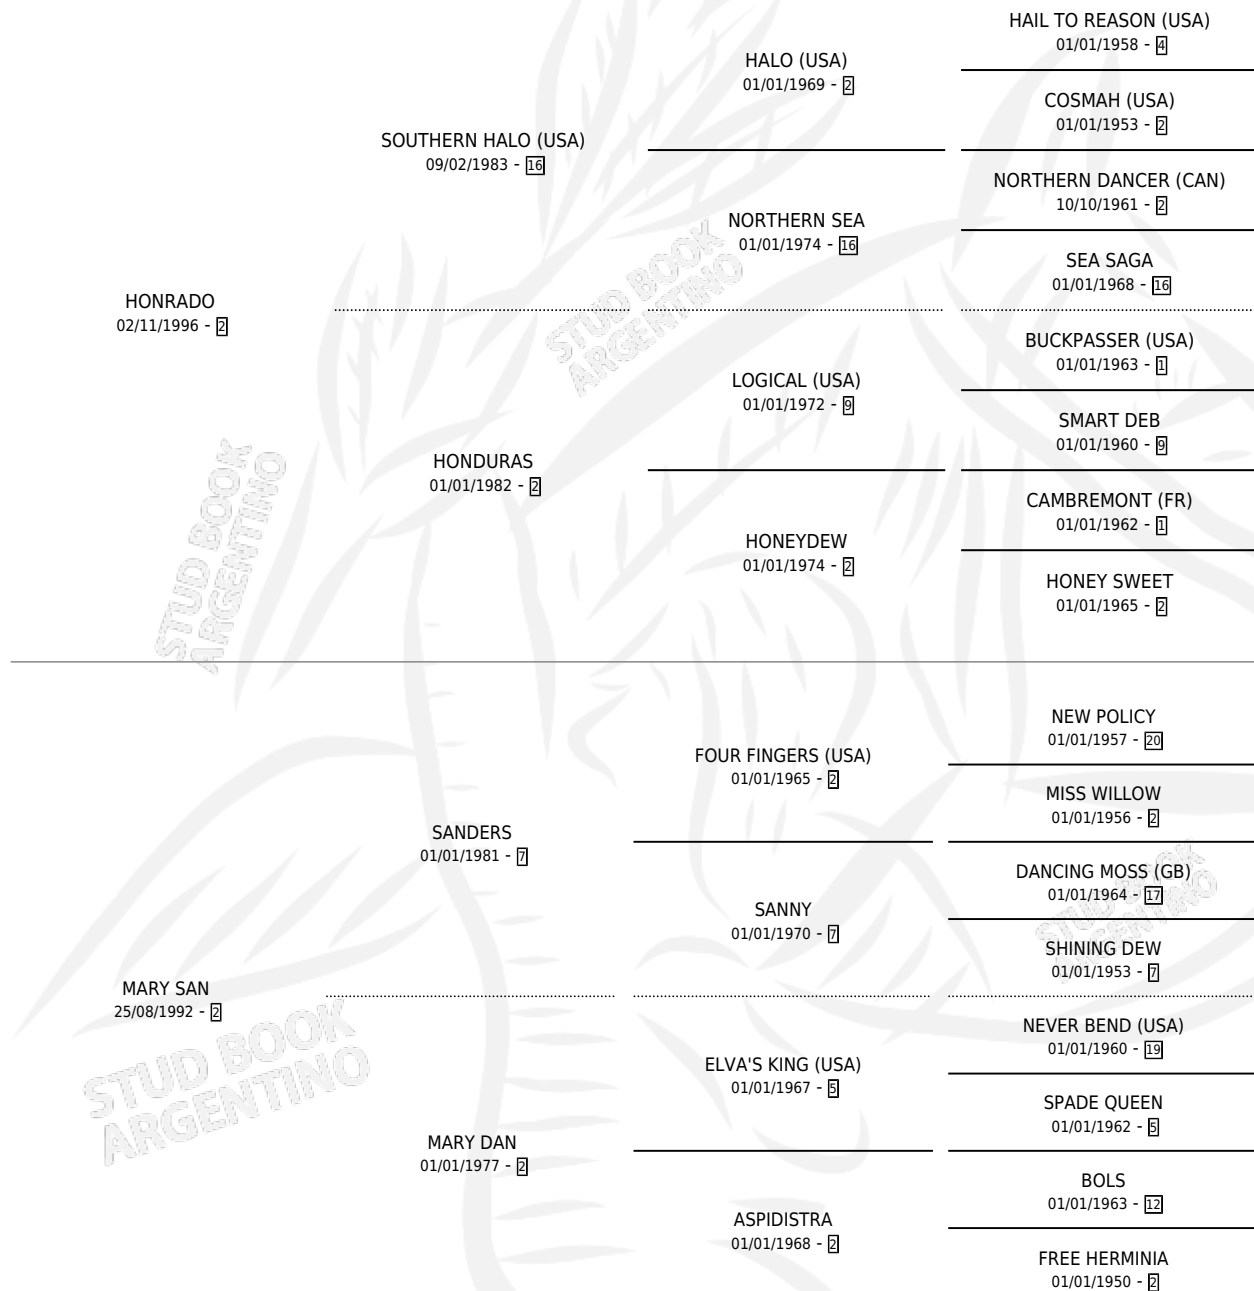 HAIL TO REASON (USA)
01/01/1958 - 4
HALO (USA)
01/01/1969 - 2
COSMAH (USA)
01/01/1953 - 2
SOUTHERN HALO (USA)
09/02/1983 - 16
NORTHERN DANCER (CAN)
10/10/1961 - 2
NORTHERN SEA
01/01/1974 - 16
SEA SAGA
01/01/1968 - 16
HONRADO
02/11/1996 - 2
BUCKPASSER (USA)
01/01/1963 - 1
LOGICAL (USA)
01/01/1972 - 9
SMART DEB
01/01/1960 - 9
HONDURAS
01/01/1982 - 2
CAMBREMONT (FR)
01/01/1962 - 1
HONEYDEW
01/01/1974 - 2
HONEY SWEET
01/01/1965 - 2
NEW POLICY
01/01/1957 - 20
FOUR FINGERS (USA)
01/01/1965 - 2
MISS WILLOW
01/01/1956 - 2
SANDERS
01/01/1981 - 7
DANCING MOSS (GB)
01/01/1964 - 17
SANNY
01/01/1970 - 7
SHINING DEW
01/01/1953 - 7
MARY SAN
25/08/1992 - 2
NEVER BEND (USA)
01/01/1960 - 19
ELVA'S KING (USA)
01/01/1967 - 5
SPADE QUEEN
01/01/1962 - 5
MARY DAN
01/01/1977 - 2
BOLS
01/01/1963 - 12
ASPIDISTRA
01/01/1968 - 2
FREE HERMINIA
01/01/1950 - 2
STUD BOOK
ARGENTINO
STUD BOOK
ARGENTINO
STUD BOOK
ARGENTINO
STUD BOOK
ARGENTINO